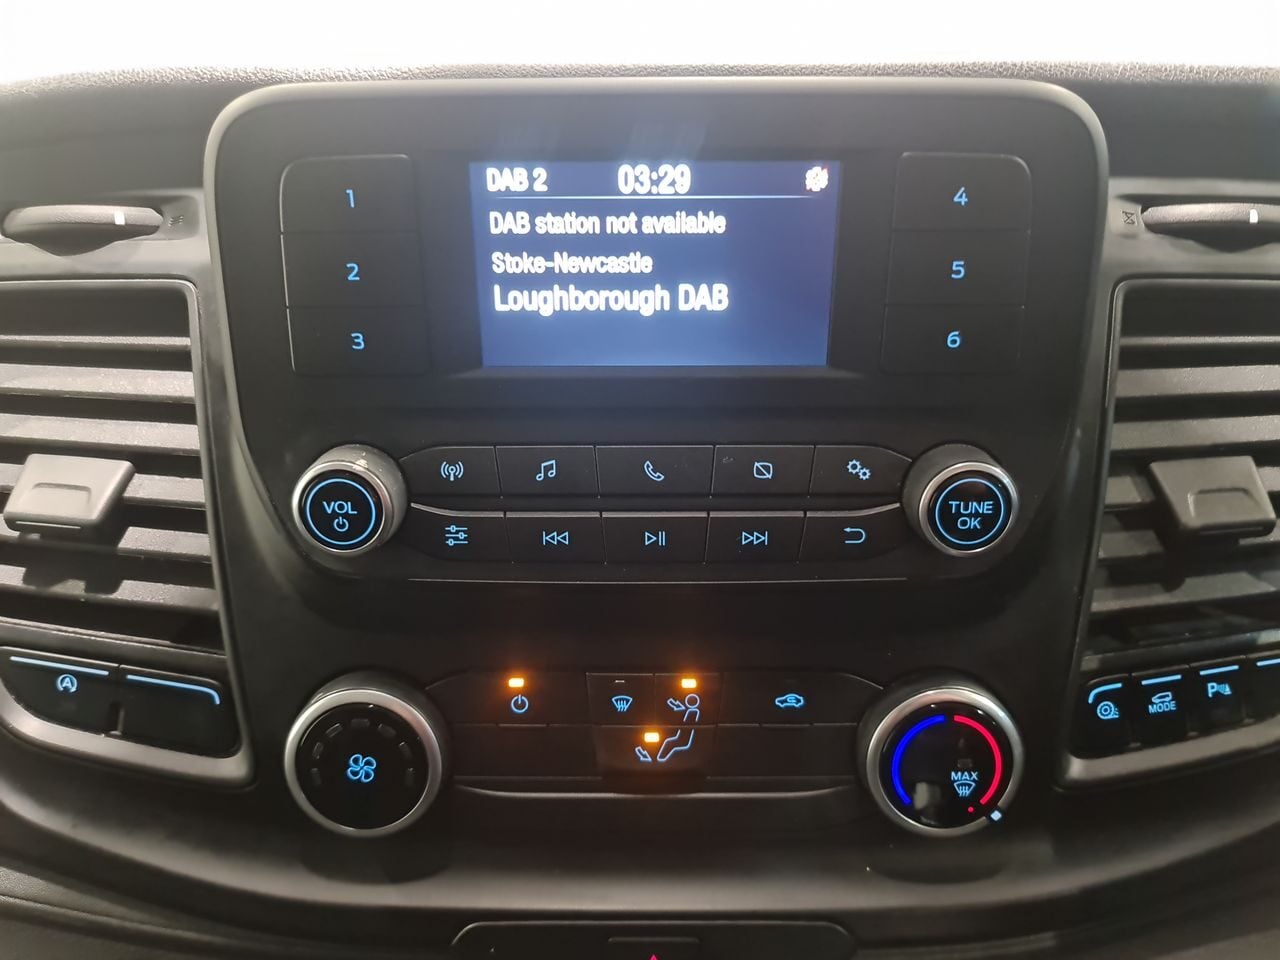 DAB 2 03:29
DAB station not available
Stoke-Newcastle
Loughborough DAB
1
2
3
4
5
6
VOL
TUNE
OK
MAX
A
MODE
P